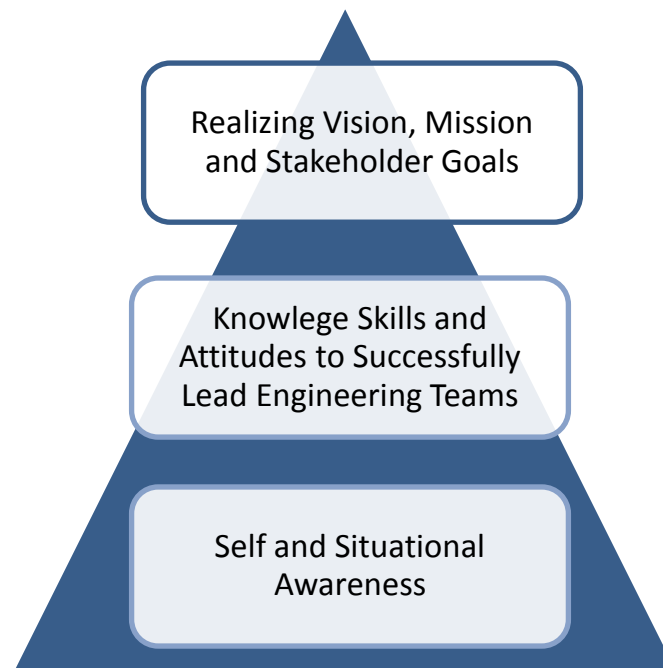 Realizing Vision, Mission
and Stakeholder Goals
Knowlege Skills and
Attitudes to Successfully
Lead Engineering Teams
Self and Situational
Awareness